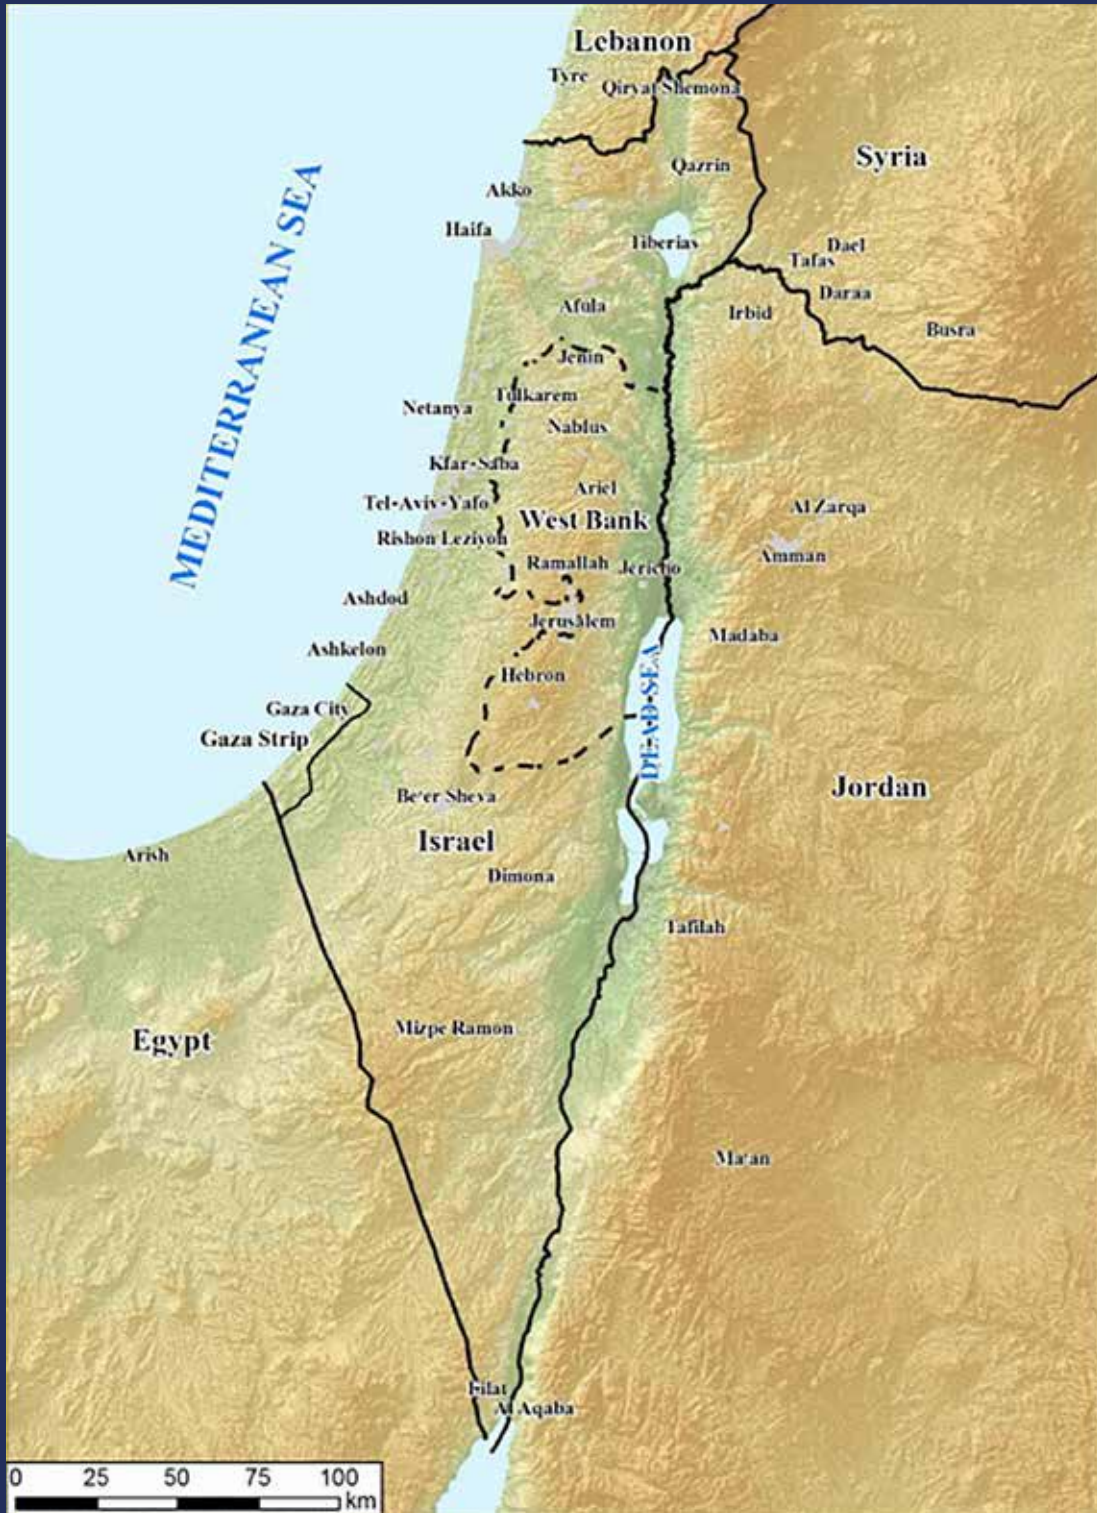 Lebanon
Tyre
Qiryat Shemona
Syria
Qazrin
Akko
Haifa
Tiberias
Dael
Tafas
Daraa
Afula
Irbid
Busra
MEDITERRANEAN SEA
Jenin
Tulkarem
Netanya
Nablus
Kfar-Saba
Ariel
Tel-Aviv-Yafo
Al Zarqa
West Bank
Rishon Leziyon
Amman
Ramallah
Jericho
Ashdod
Jerusalem
Madaba
Ashkelon
Hebron
DEAD SEA
Gaza City
Gaza Strip
Jordan
Be'er Sheva
Israel
Arish
Dimona
Tafilah
Mizpe Ramon
Egypt
Ma'an
Eilat
Al Aqaba
0 25 50 75 100
km